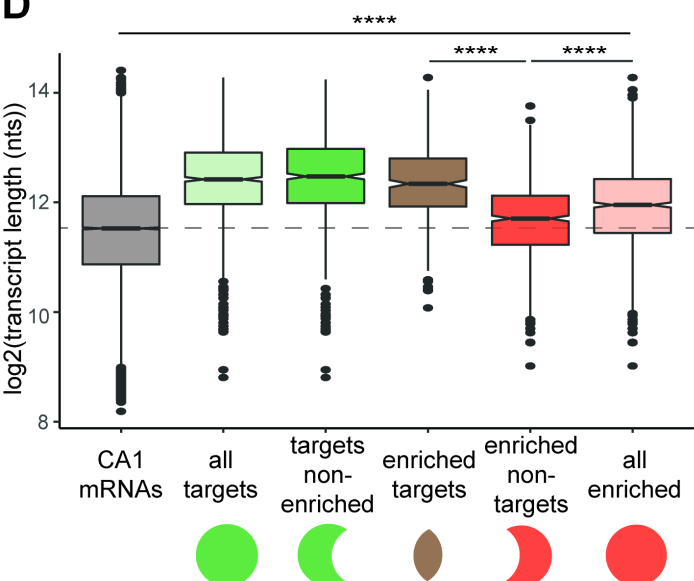 D
****
**** ****
log2(transcript length (nts))
14
12
10
8
CA1
mRNAs
all
targets
targets
non-
enriched
enriched
targets
enriched
non-
targets
all
enriched